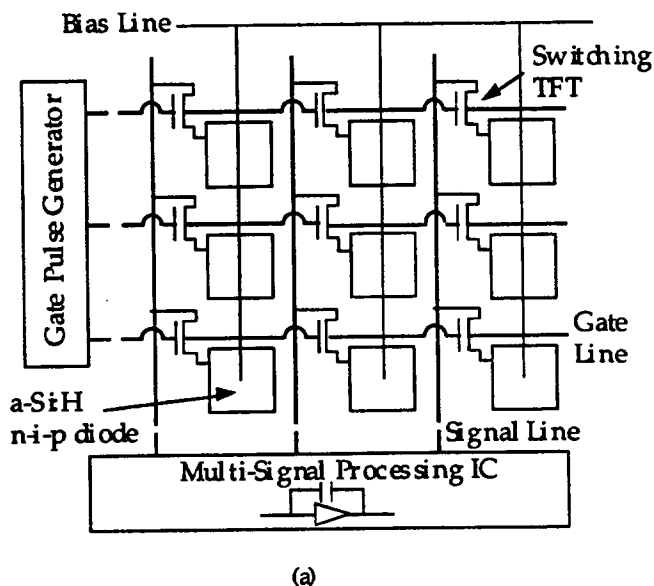 Bias Line
Switching
TFT
Gate Pulse Generator
Gate
Line
a-Si:H
n-i-p diode
Signal Line
Multi-Signal Processing IC
(a)